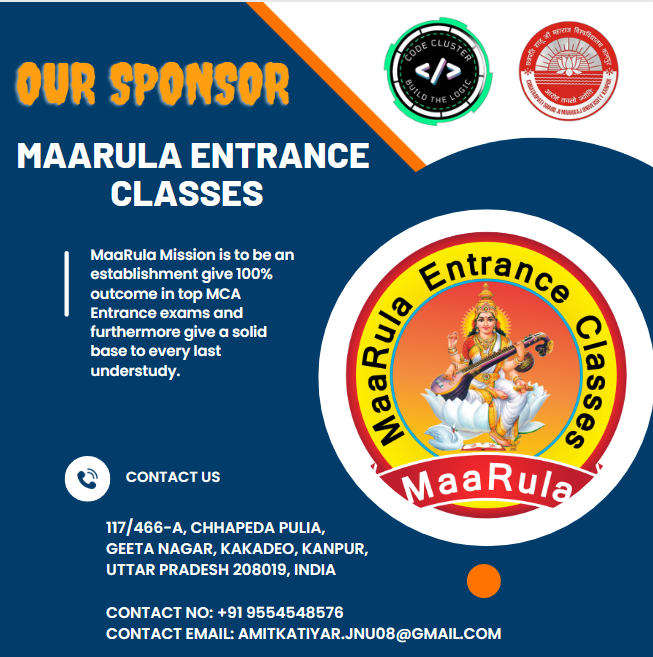 OUR SPONSOR
CODE CLUSTER
</>
BUILD THE LOGIC
MAARULA ENTRANCE
CLASSES
MaaRula Mission is to be an
establishment give 100%
outcome in top MCA
Entrance exams and
furthermore give a solid
base to every last
understudy.
MaaRula Entrance Classes
MaaRula
CONTACT US
117/466-A, CHHAPEDA PULIA,
GEETA NAGAR, KAKADEO, KANPUR,
UTTAR PRADESH 208019, INDIA
CONTACT NO: +91 9554548576
CONTACT EMAIL: AMITKATIYAR.JNU08@GMAIL.COM